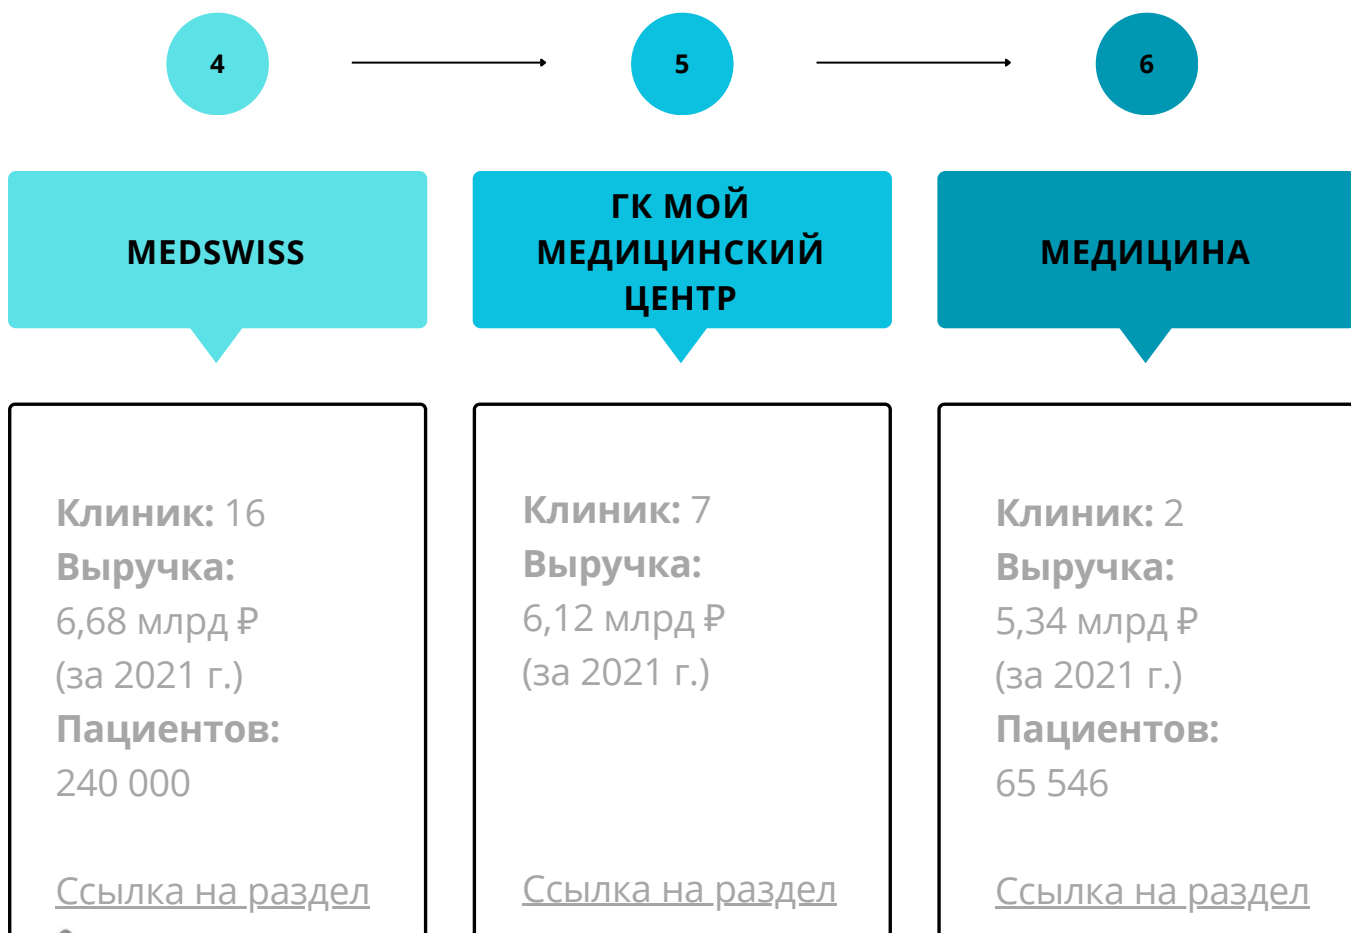 4
5
6
MEDSWISS
ГК МОЙ
МЕДИЦИНСКИЙ
ЦЕНТР
МЕДИЦИНА
Клиник: 16
Выручка:
6,68 млрд ₽
(за 2021 г.)
Пациентов:
240 000
Ссылка на раздел
Клиник: 7
Выручка:
6,12 млрд ₽
(за 2021 г.)
Ссылка на раздел
Клиник: 2
Выручка:
5,34 млрд ₽
(за 2021 г.)
Пациентов:
65 546
Ссылка на раздел